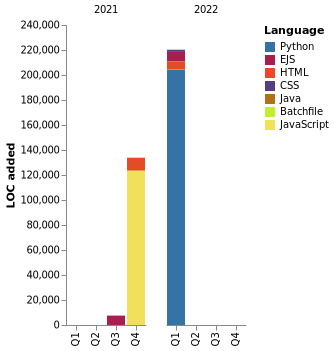 2021
2022
LOC added
240,000
220,000
200,000
180,000
160,000
140,000
120,000
100,000
80,000
60,000
40,000
20,000
0
Q1
Q2
Q3
Q4
Q1
Q2
Q3
Q4
Language
Python
EJS
HTML
CSS
Java
Batchfile
JavaScript